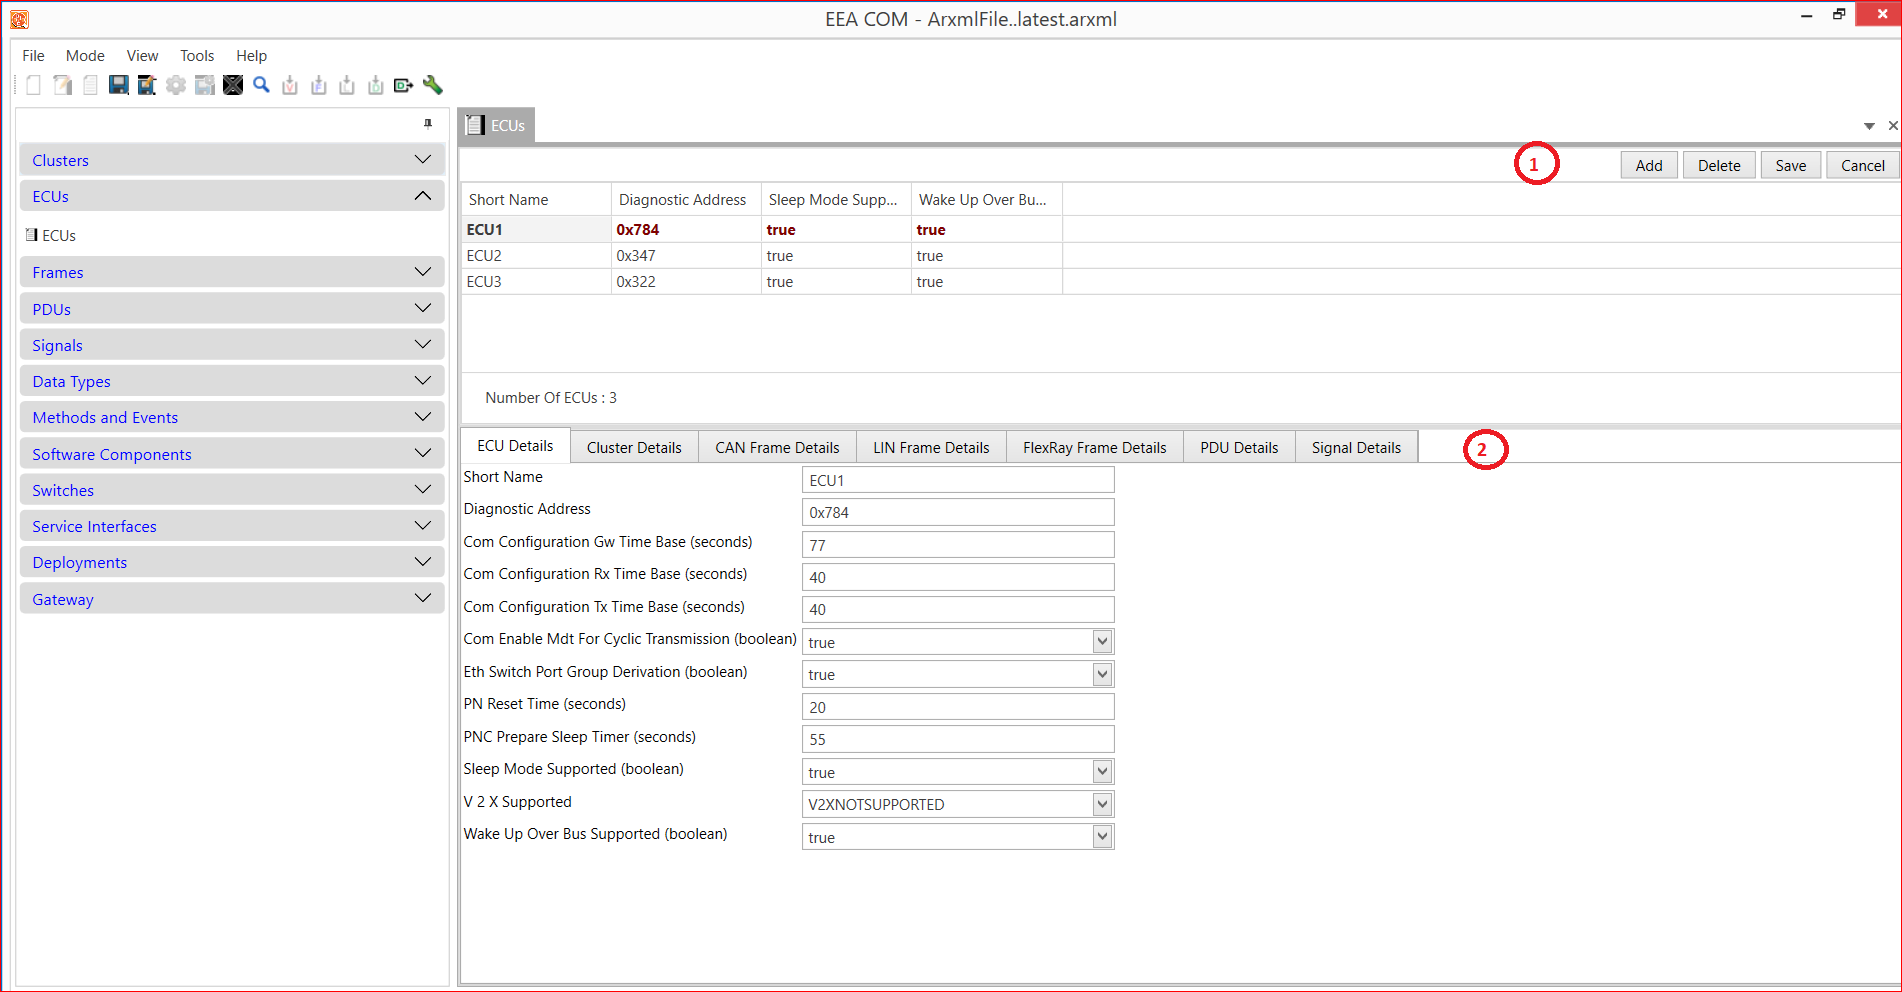 EEA COM - ArxmlFile..latest.arxml
File Mode View Tools Help
ECUs
Clusters
ECUs
ECUs
Frames
PDUs
Signals
Data Types
Methods and Events
Software Components
Switches
Service Interfaces
Deployments
Gateway
1
Add Delete Save Cancel
Short Name Diagnostic Address Sleep Mode Supp... Wake Up Over Bu...
ECU1 0x784 true true
ECU2 0x347 true true
ECU3 0x322 true true
Number Of ECUs : 3
ECU Details Cluster Details CAN Frame Details LIN Frame Details FlexRay Frame Details PDU Details Signal Details
2
Short Name ECU1
Diagnostic Address 0x784
Com Configuration Gw Time Base (seconds) 77
Com Configuration Rx Time Base (seconds) 40
Com Configuration Tx Time Base (seconds) 40
Com Enable Mdt For Cyclic Transmission (boolean) true
Eth Switch Port Group Derivation (boolean) true
PN Reset Time (seconds) 20
PNC Prepare Sleep Timer (seconds) 55
Sleep Mode Supported (boolean) true
V 2 X Supported V2XNOTSUPPORTED
Wake Up Over Bus Supported (boolean) true